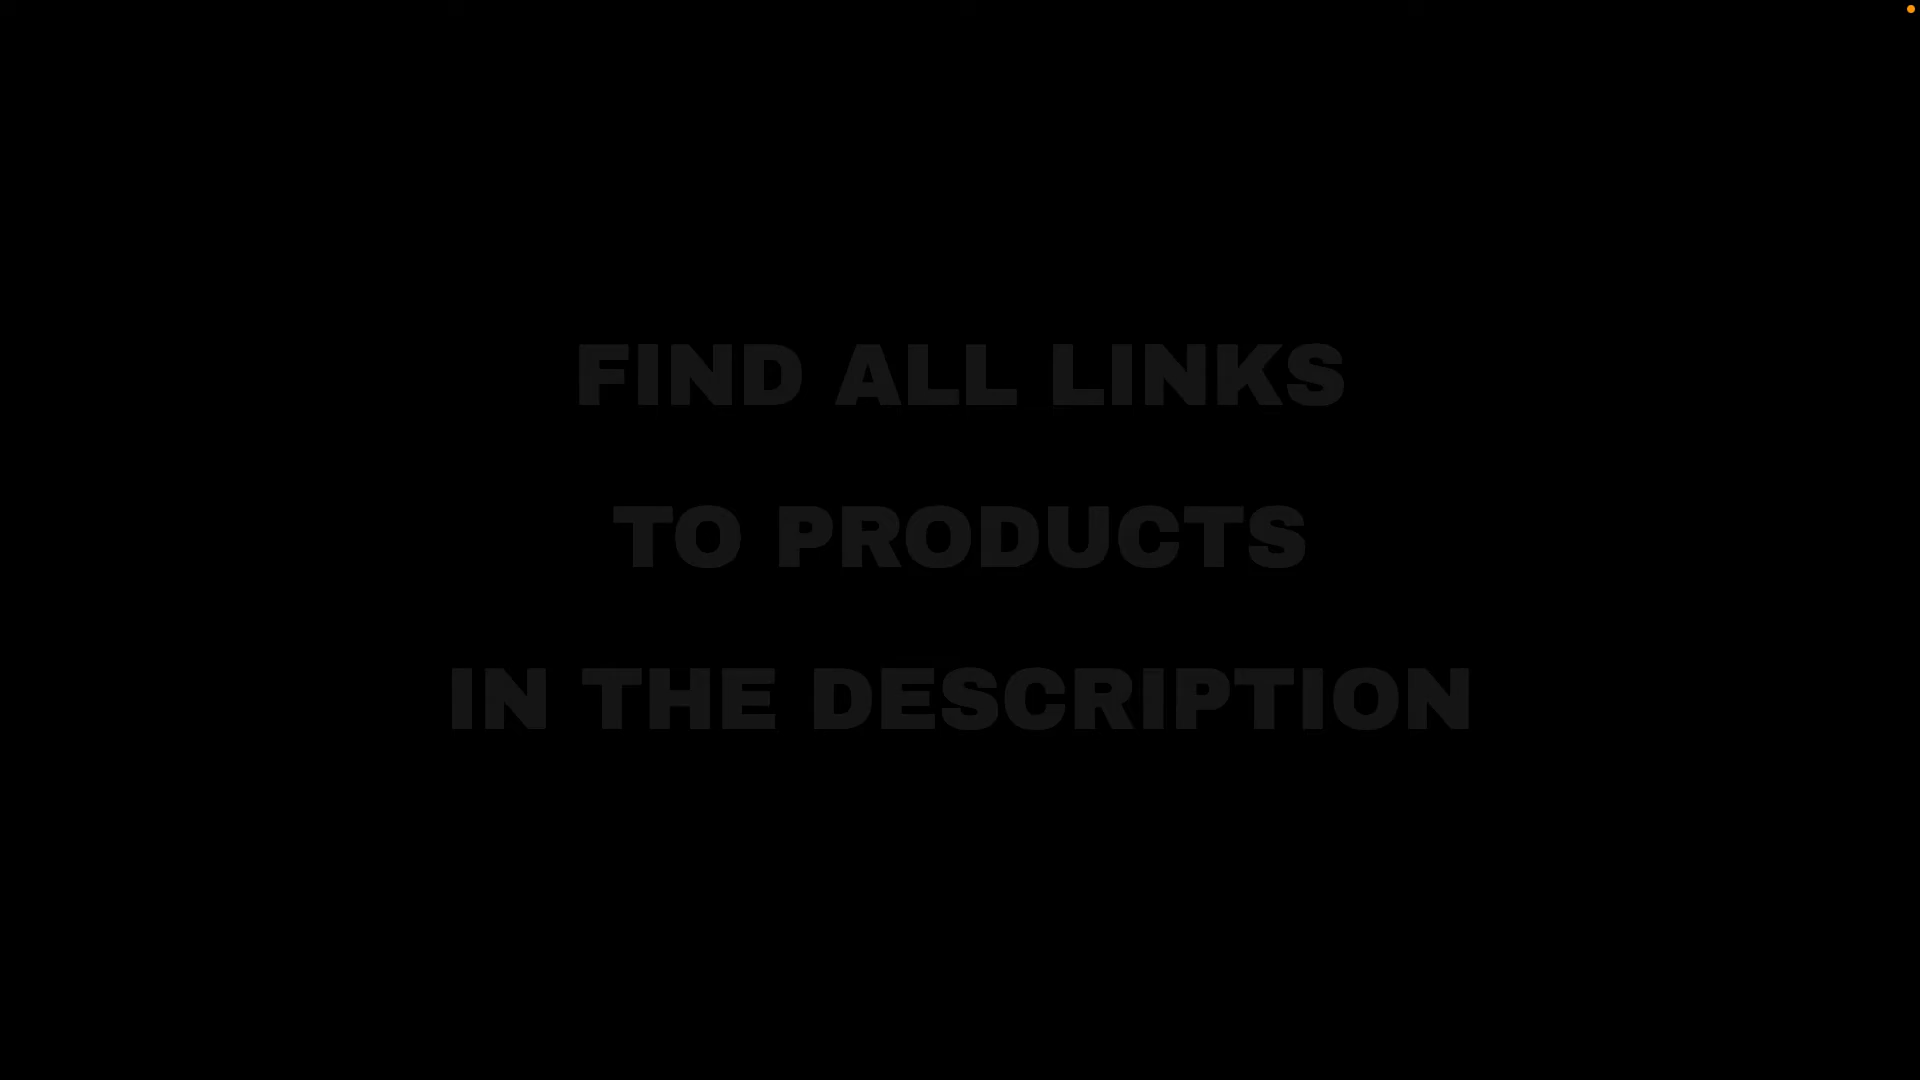 FIND ALL LINKS
TO PRODUCTS
IN THE DESCRIPTION